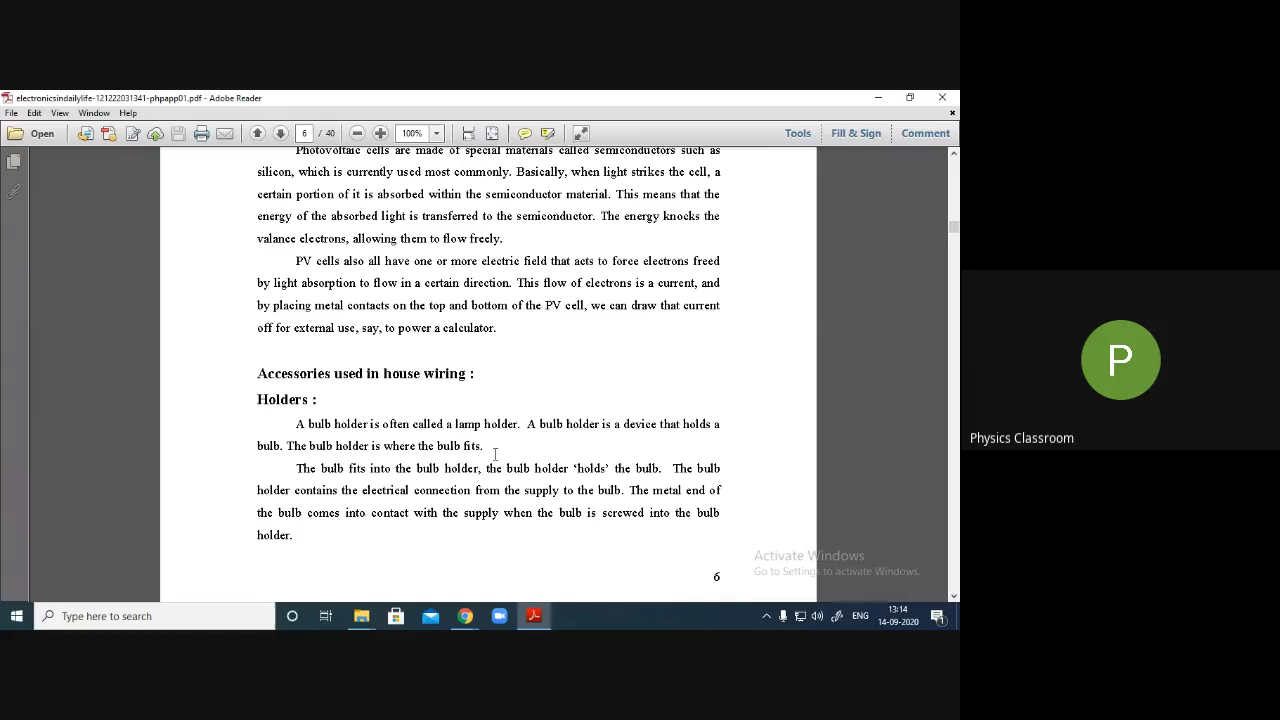 electronicsindailylife-121222031341-phpapp01.pdf - Adobe Reader
File Edit View Window Help
Open 6 / 40 100% Tools Fill & Sign Comment
Photovoltaic cells are made of special materials called semiconductors such as
silicon, which is currently used most commonly. Basically, when light strikes the cell, a
certain portion of it is absorbed within the semiconductor material. This means that the
energy of the absorbed light is transferred to the semiconductor. The energy knocks the
valance electrons, allowing them to flow freely.
PV cells also all have one or more electric field that acts to force electrons freed
by light absorption to flow in a certain direction. This flow of electrons is a current, and
by placing metal contacts on the top and bottom of the PV cell, we can draw that current
off for external use, say, to power a calculator.
Accessories used in house wiring :
Holders :
A bulb holder is often called a lamp holder. A bulb holder is a device that holds a
bulb. The bulb holder is where the bulb fits.
The bulb fits into the bulb holder, the bulb holder ‘holds’ the bulb. The bulb
holder contains the electrical connection from the supply to the bulb. The metal end of
the bulb comes into contact with the supply when the bulb is screwed into the bulb
holder.
6
Activate Windows
Go to Settings to activate Windows.
P
Physics Classroom
Type here to search
ENG
13:14
14-09-2020
1